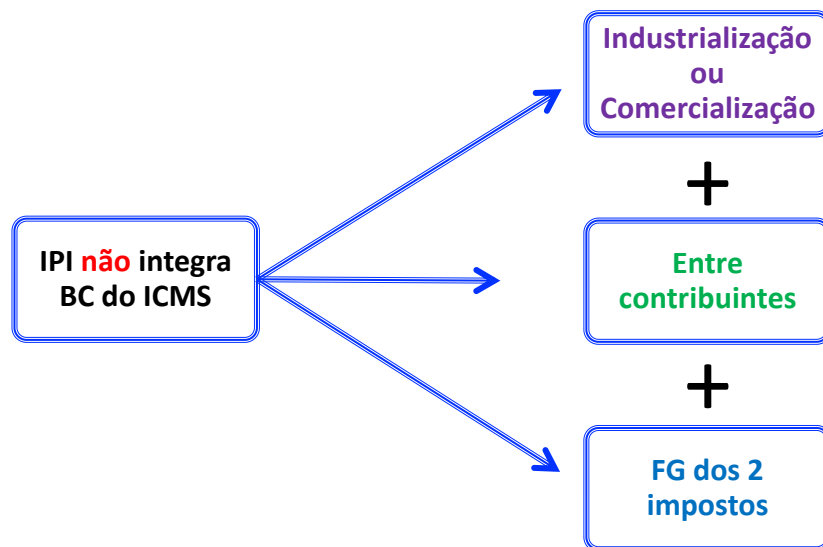 IPI não integra
BC do ICMS
Industrialização
ou
Comercialização
+
Entre
contribuintes
+
FG dos 2
impostos